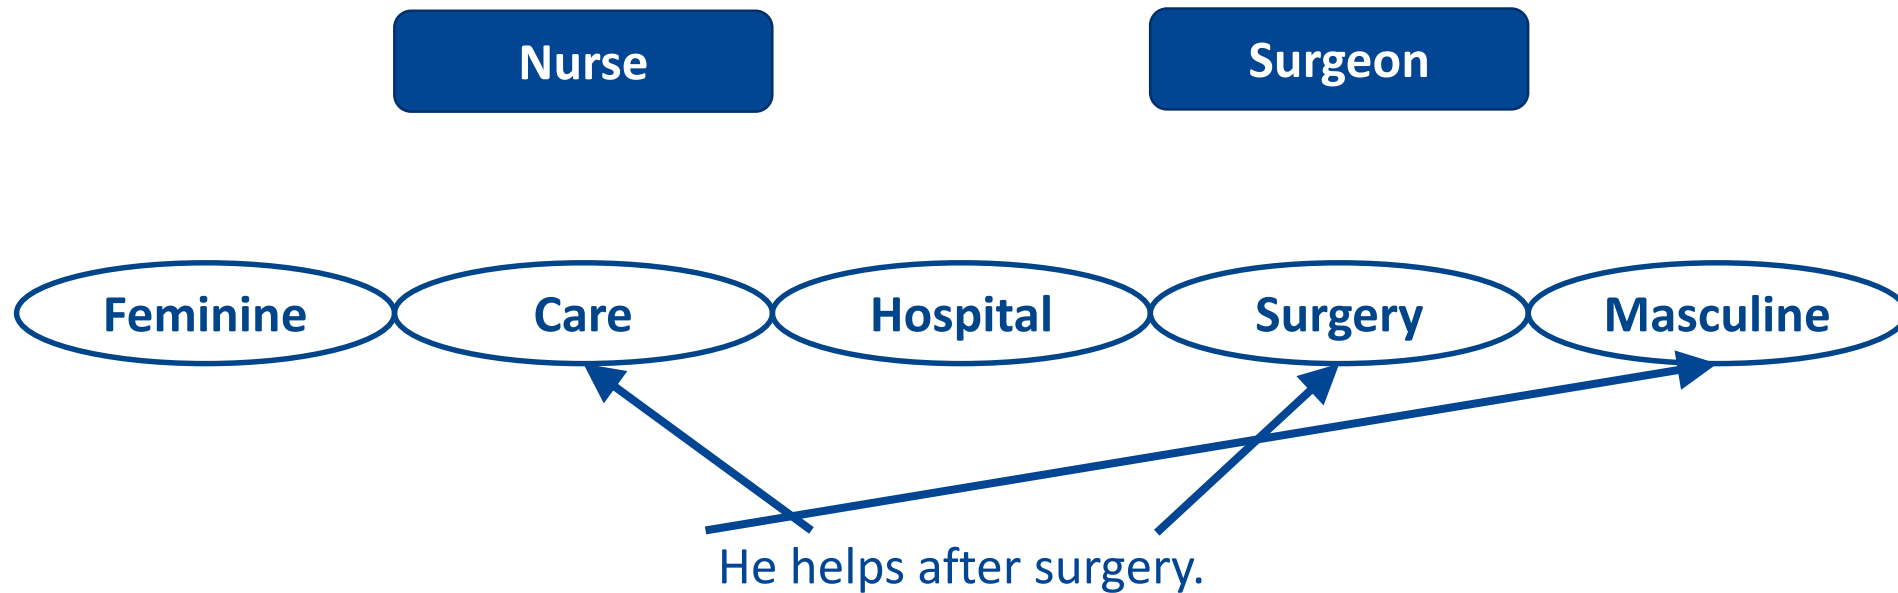 Nurse Surgeon
Feminine Care Hospital Surgery Masculine
He helps after surgery.